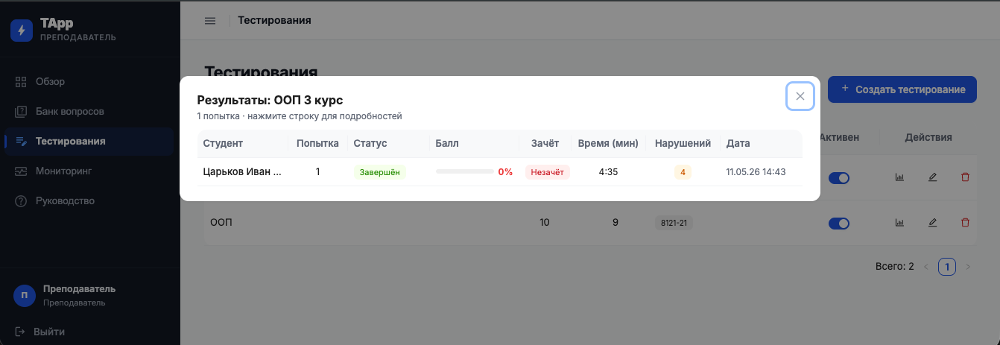 TApp
ПРЕПОДАВАТЕЛЬ
Обзор
Банк вопросов
Тестирования
Мониторинг
Руководство
Преподаватель
Преподаватель
П
Выйти
Тестирования
Тестирования
+ Создать тестирование
Результаты: ООП 3 курс
1 попытка · нажмите строку для подробностей
Студент Попытка Статус Балл Зачёт Время (мин) Нарушений Дата
Царьков Иван ... 1 Завершён 0% Незачёт 4:35 4 11.05.26 14:43
Активен Действия
ООП 10 9 8121-21
Всего: 2 < 1 >